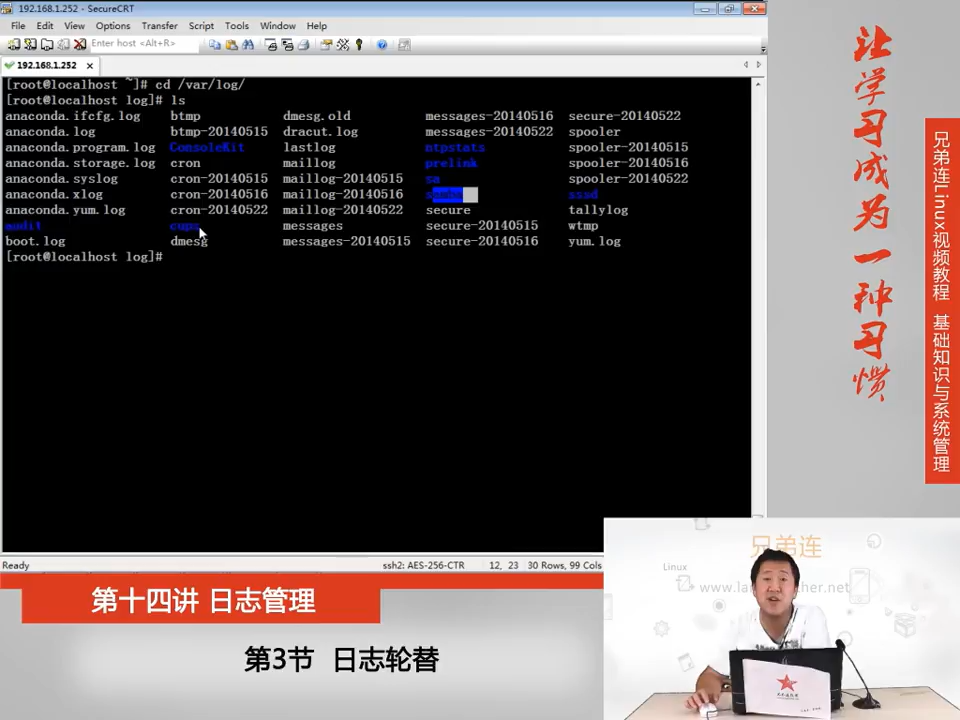 192.168.1.252 - SecureCRT
File Edit View Options Transfer Script Tools Window Help
Enter host <Alt+R>
192.168.1.252
[root@localhost ~]# cd /var/log/
[root@localhost log]# ls
anaconda.ifcfg.log btmp dmesg.old messages-20140516 secure-20140522
anaconda.log btmp-20140515 dracut.log messages-20140522 spooler
anaconda.program.log ConsoleKit lastlog ntpstats spooler-20140515
anaconda.storage.log cron maillog prelink spooler-20140516
anaconda.syslog cron-20140515 maillog-20140515 sa spooler-20140522
anaconda.xlog cron-20140516 maillog-20140516 samba sssd
anaconda.yum.log cron-20140522 maillog-20140522 secure tallylog
audit cups messages secure-20140515 wtmp
boot.log dmesg messages-20140515 secure-20140516 yum.log
[root@localhost log]#
Ready ssh2: AES-256-CTR 12, 23 30 Rows, 99 Cols
让学习成为一种习惯
兄弟连Linux视频教程 基础知识与系统管理
兄弟连
Linux
第十四讲 日志管理
第3节 日志轮替